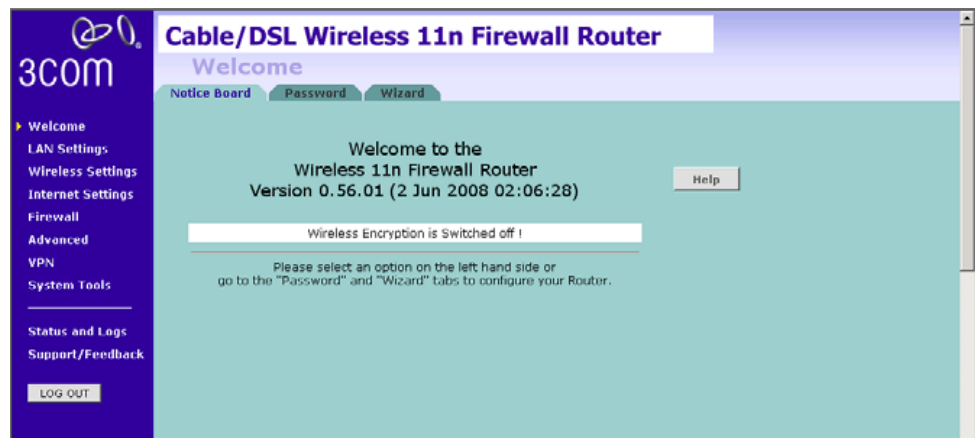 3COM
Cable/DSL Wireless 11n Firewall Router
Welcome
Notice Board
Password
Wizard
Welcome
LAN Settings
Wireless Settings
Internet Settings
Firewall
Advanced
VPN
System Tools
Status and Logs
Support/Feedback
LOG OUT
Welcome to the
Wireless 11n Firewall Router
Version 0.56.01 (2 Jun 2008 02:06:28)
Help
Wireless Encryption is Switched off !
Please select an option on the left hand side or
go to the "Password" and "Wizard" tabs to configure your Router.